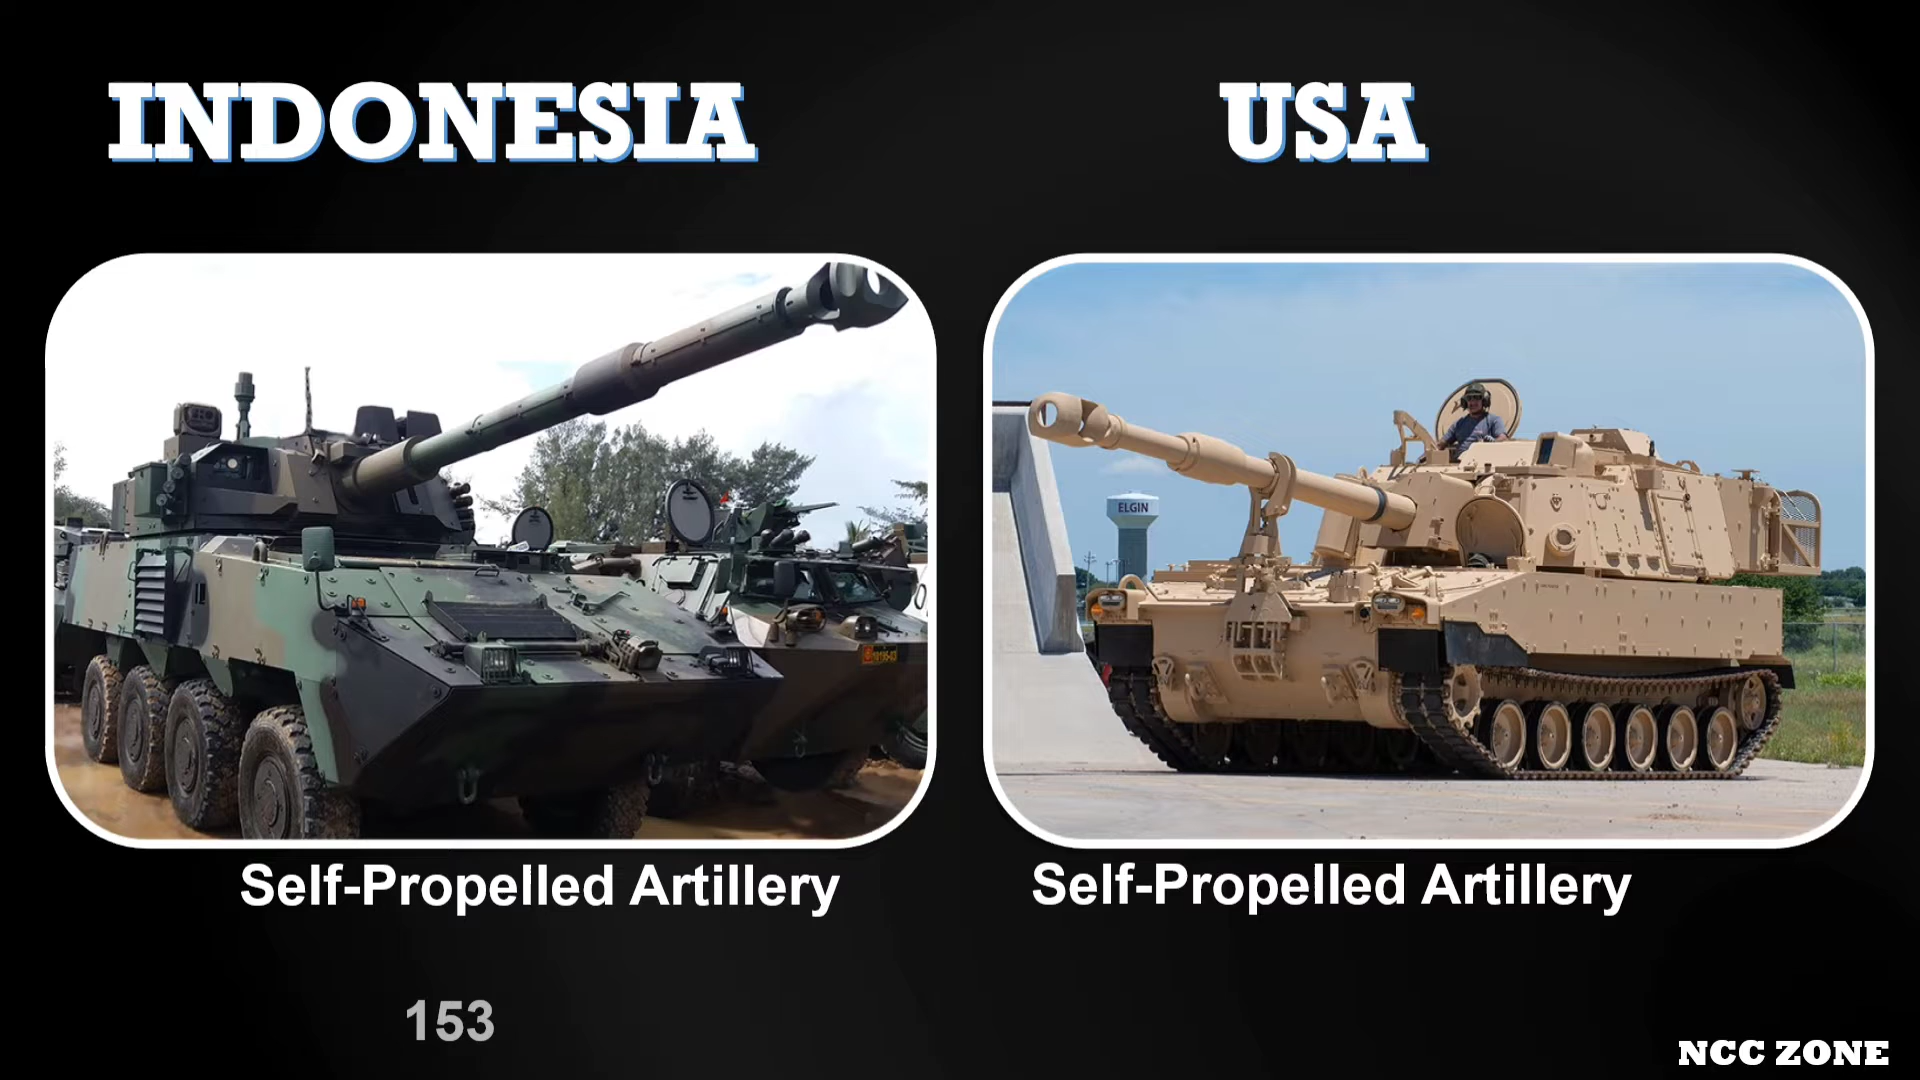 INDONESIA
USA
ELGIN
Self-Propelled Artillery
Self-Propelled Artillery
153
NCC ZONE